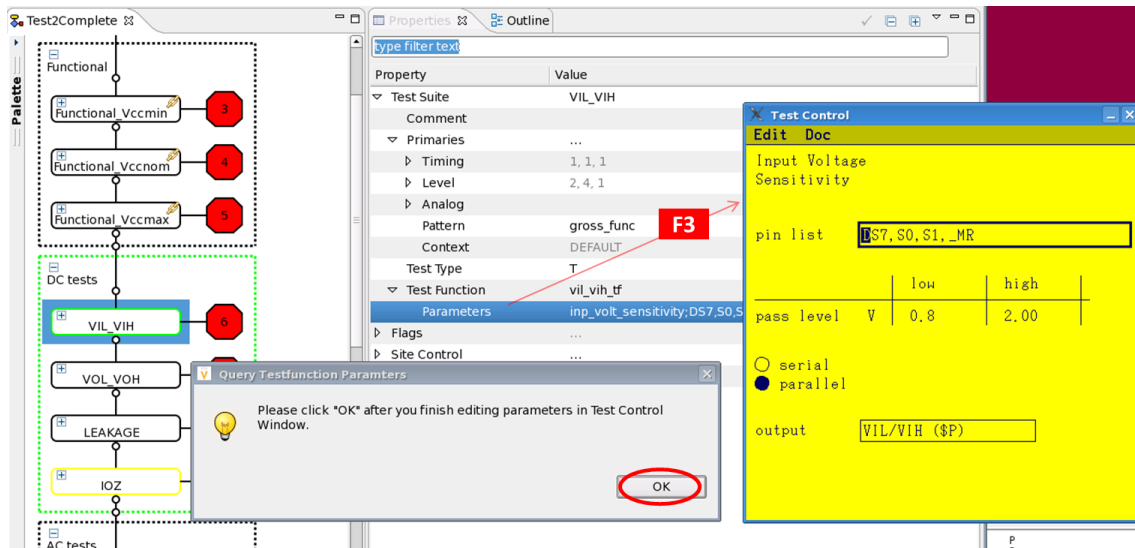 Test2Complete
Palette
Functional
Functional_Vccmin
3
Functional_Vccnom
4
Functional_Vccmax
5
DC tests
VIL_VIH
6
VOL_VOH
LEAKAGE
IOZ
AC tests
Properties
Outline
type filter text
Property Value
Test Suite VIL_VIH
Comment
Primaries ...
Timing 1, 1, 1
Level 2, 4, 1
Analog
Pattern gross_func
Context DEFAULT
Test Type T
Test Function vil_vih_tf
Parameters inp_volt_sensitivity;DS7,S0,S
Flags ...
Site Control ...
F3
Query Testfunction Paramters
Please click "OK" after you finish editing parameters in Test Control
Window.
OK
Test Control
Edit Doc
Input Voltage
Sensitivity
pin list DS7,S0,S1,_MR
low high
pass level V 0.8 2.00
serial
parallel
output VIL/VIH ($P)
P